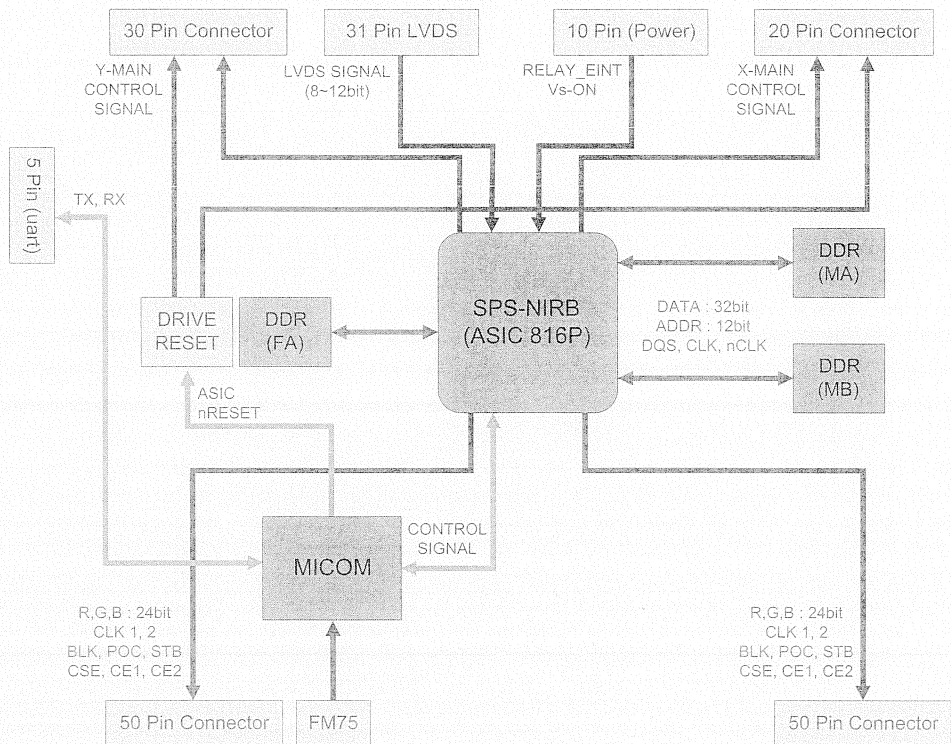 30 Pin Connector
31 Pin LVDS
10 Pin (Power)
20 Pin Connector
Y-MAIN
CONTROL
SIGNAL
LVDS SIGNAL
(8~12bit)
RELAY_EINT
Vs-ON
X-MAIN
CONTROL
SIGNAL
5 Pin (uart)
TX, RX
DRIVE
RESET
DDR
(FA)
SPS-NIRB
(ASIC 816P)
DDR
(MA)
DATA : 32bit
ADDR : 12bit
DQS, CLK, nCLK
DDR
(MB)
ASIC
nRESET
MICOM
CONTROL
SIGNAL
R,G,B : 24bit
CLK 1, 2
BLK, POC, STB
CSE, CE1, CE2
R,G,B : 24bit
CLK 1, 2
BLK, POC, STB
CSE, CE1, CE2
50 Pin Connector
FM75
50 Pin Connector